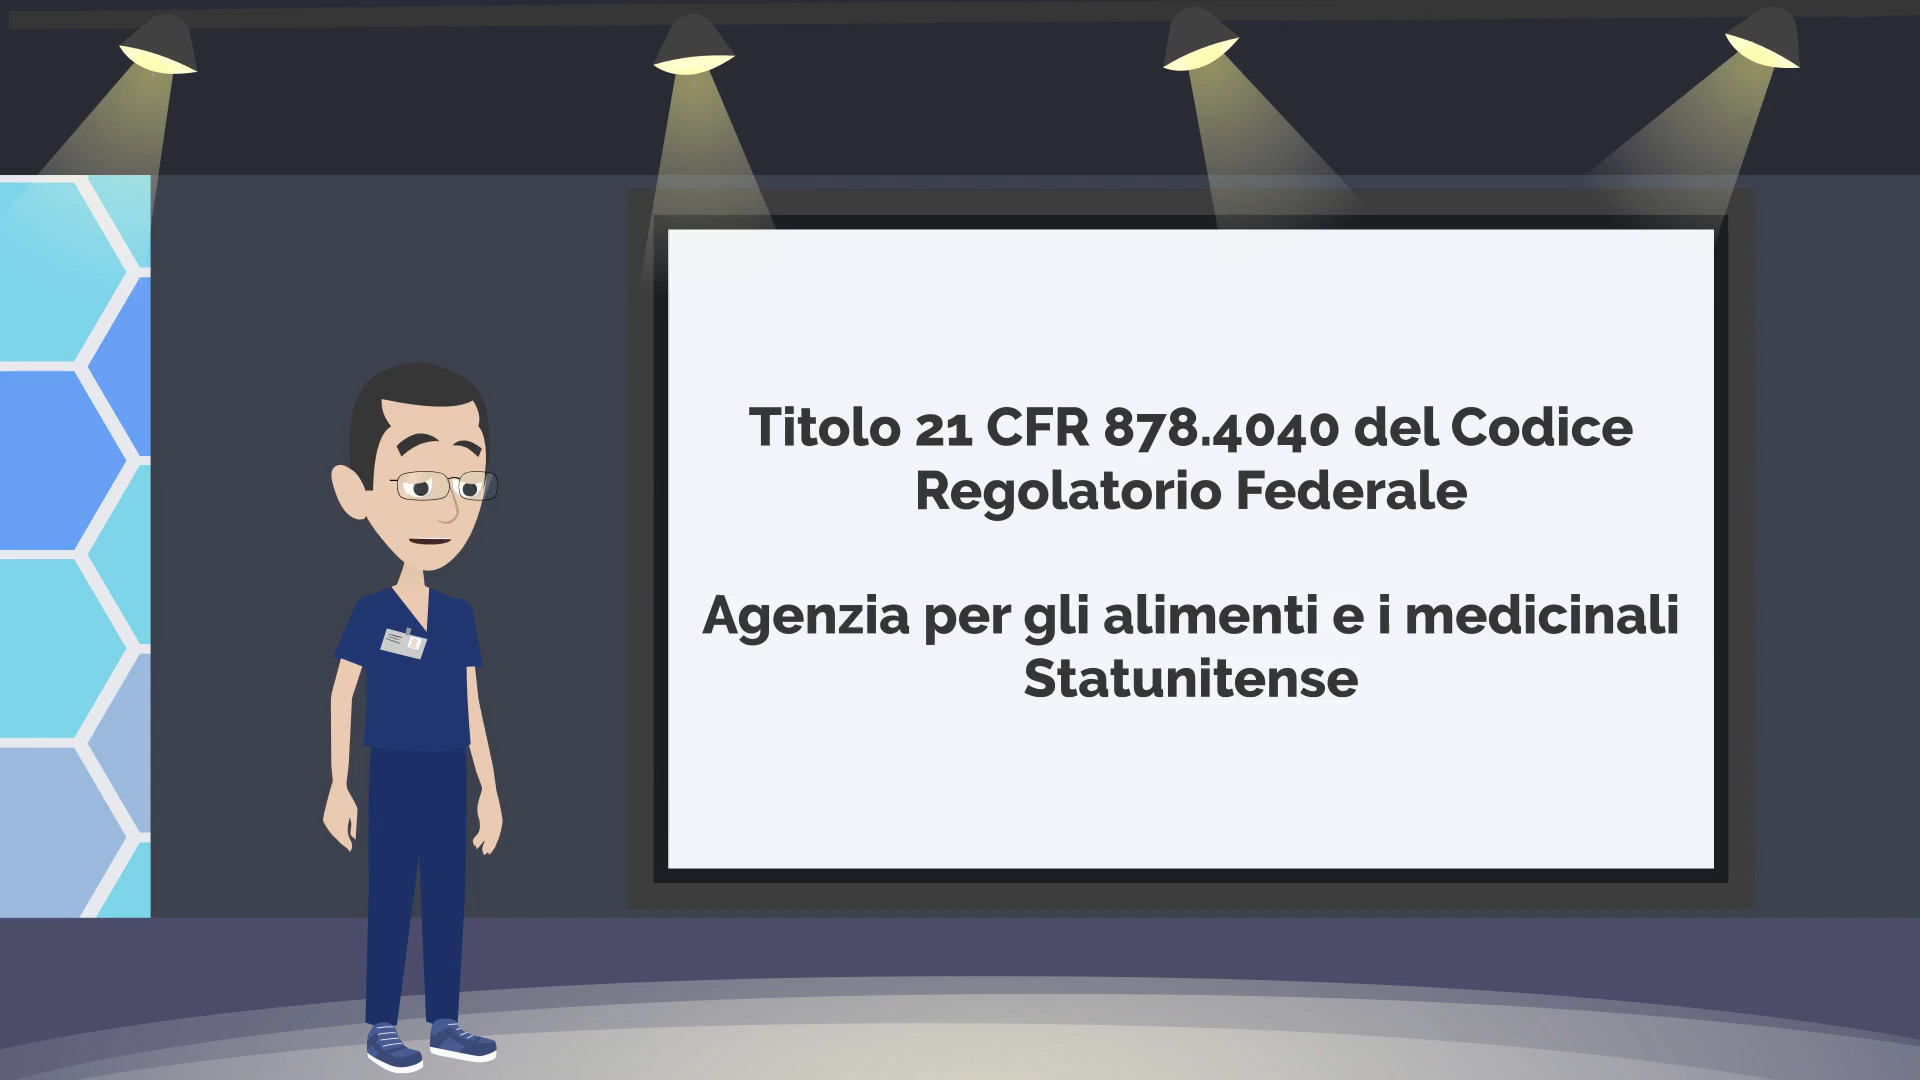 Titolo 21 CFR 878.4040 del Codice
Regolatorio Federale
Agenzia per gli alimenti e i medicinali
Statunitense